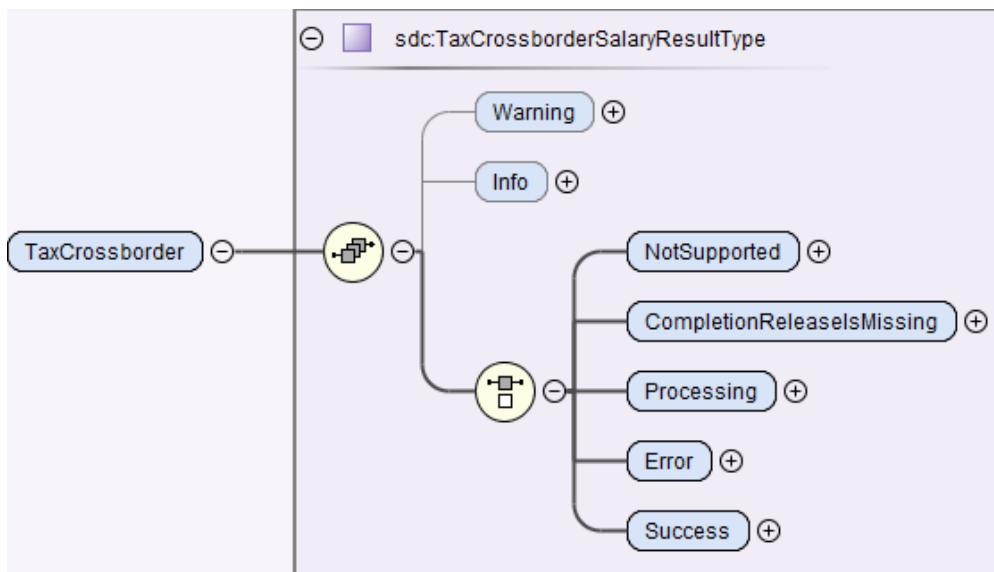 sdc:TaxCrossborderSalaryResultType
Warning
Info
TaxCrossborder
NotSupported
CompletionReleaseIsMissing
Processing
Error
Success